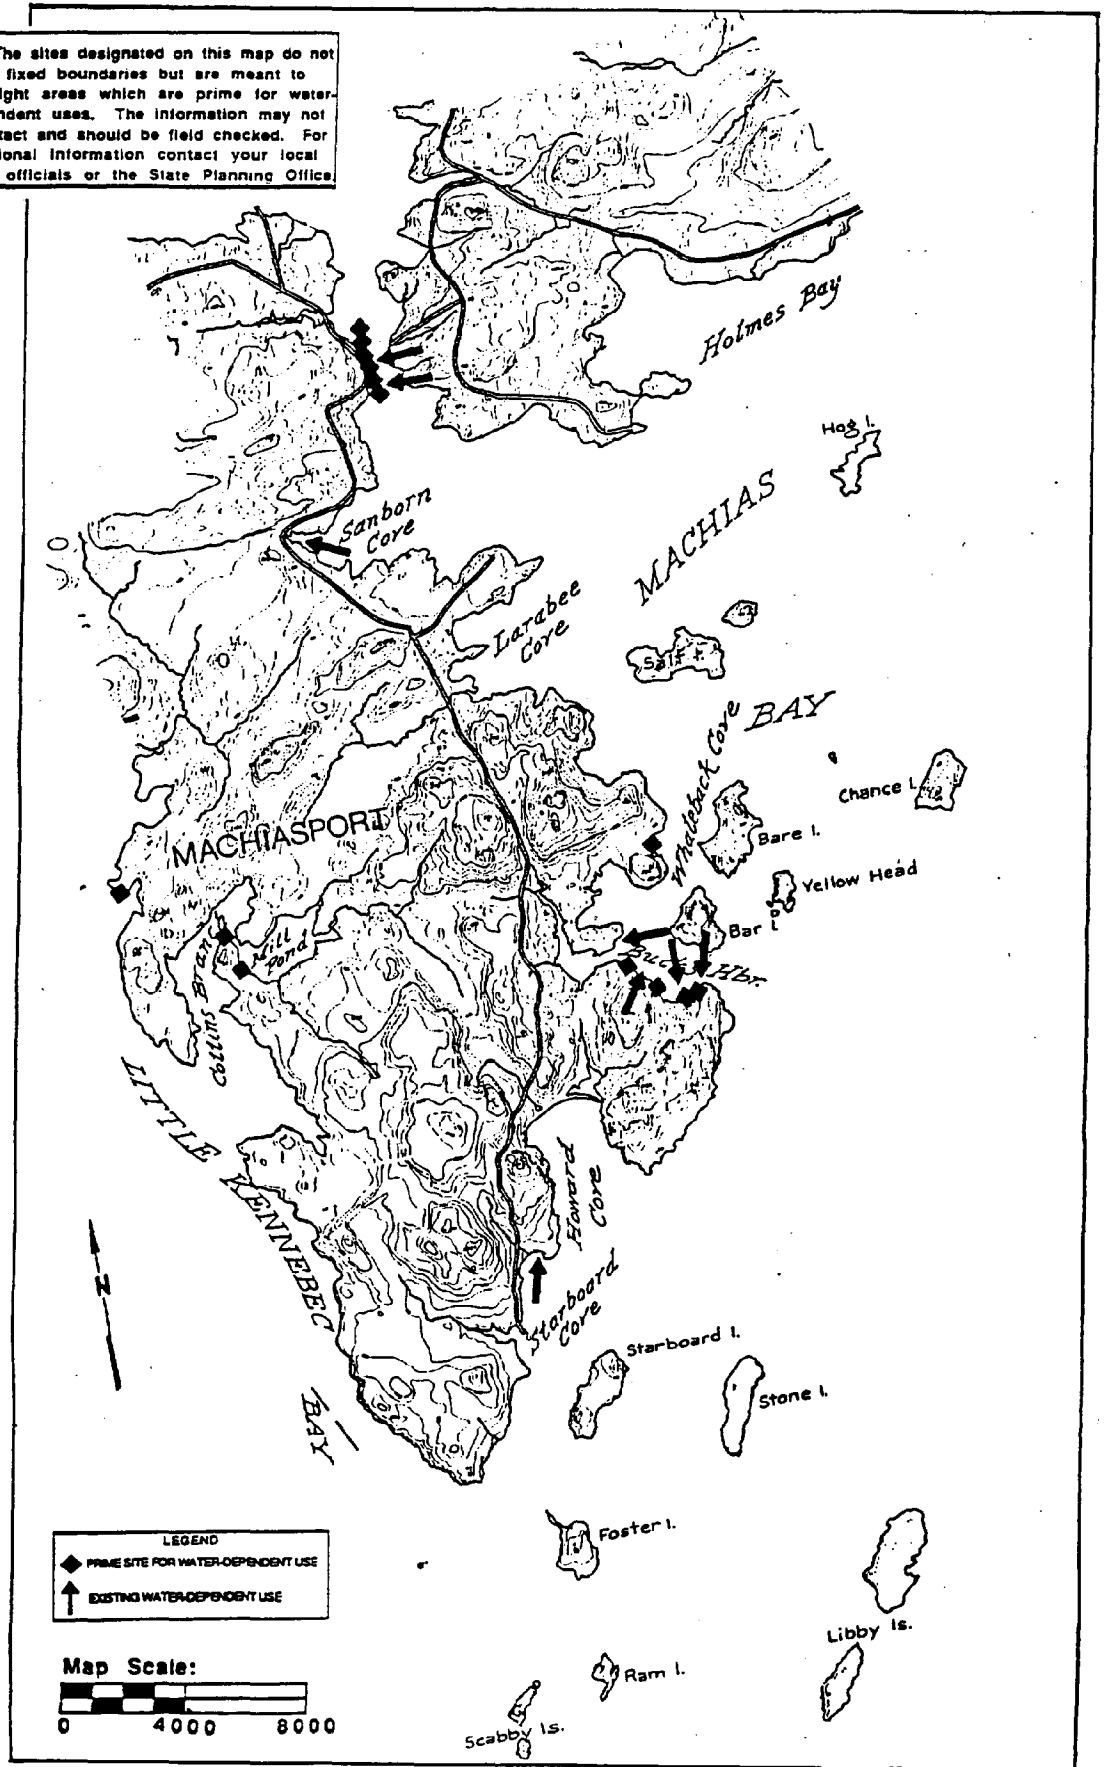 The sites designated on this map do not
fixed boundaries but are meant to
ight areas which are prime for water-
ndent uses. The information may not
act and should be field checked. For
ional information contact your local
officials or the State Planning Office.
Holmes Bay
Hog I.
MACHIAS
BAY
Sanborn
Cove
Larabee
Cove
Salt I.
Whaleback Cove
Chance I.
Bare I.
Yellow Head
MACHIASPORT
Bar I.
Hbr.
Mill
Pond
LITTLE KENNEBEC
BAY
Howard
Cove
N
Starboard
Cove
Starboard I.
Stone I.
Foster I.
LEGEND
PRIME SITE FOR WATER-DEPENDENT USE
EXISTING WATER-DEPENDENT USE
Libby Is.
Map Scale:
0 4000 8000
Ram I.
Scabby Is.